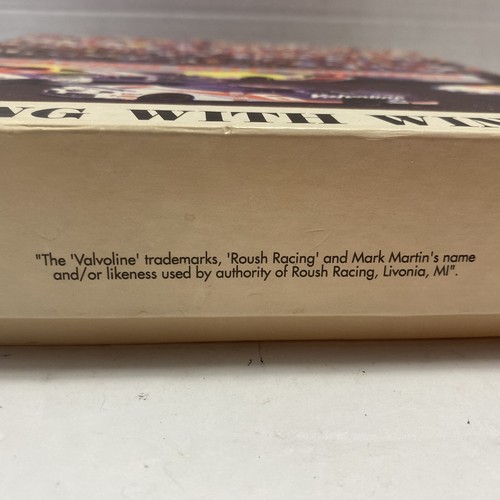 WITH
"The 'Valvoline' trademarks, 'Roush Racing' and Mark Martin's name
and/or likeness used by authority of Roush Racing, Livonia, MI".